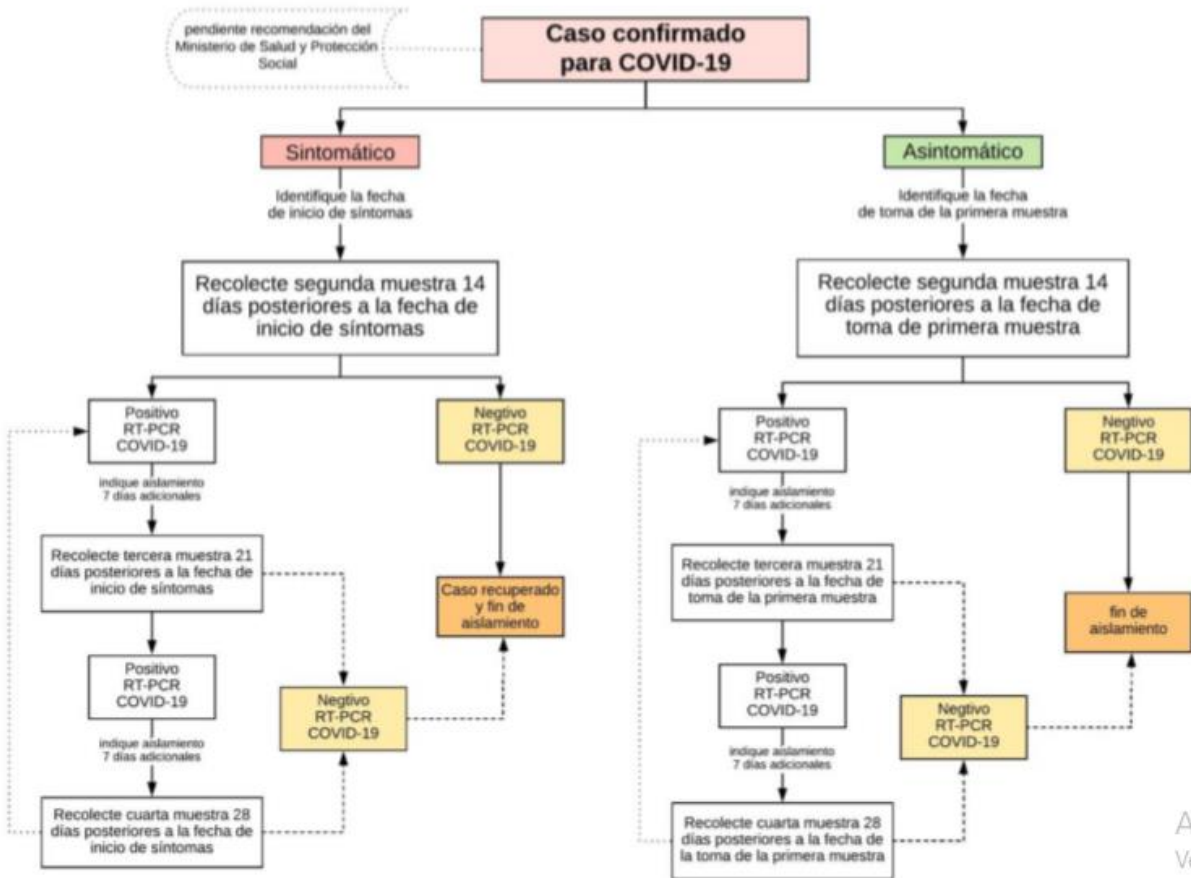 pendiente recomendación del
Ministerio de Salud y Protección
Social
Caso confirmado
para COVID-19
Sintomático
Identifique la fecha
de inicio de síntomas
Recolecte segunda muestra 14
días posteriores a la fecha de
inicio de síntomas
Positivo
RT-PCR
COVID-19
Negtivo
RT-PCR
COVID-19
indique aislamiento
7 días adicionales
Recolecte tercera muestra 21
días posteriores a la fecha de
inicio de síntomas
Caso recuperado
y fin de
aislamiento
Positivo
RT-PCR
COVID-19
Negtivo
RT-PCR
COVID-19
indique aislamiento
7 días adicionales
Recolecte cuarta muestra 28
días posteriores a la fecha de
inicio de síntomas
Asintomático
Identifique la fecha
de toma de la primera muestra
Recolecte segunda muestra 14
días posteriores a la fecha de
toma de primera muestra
Positivo
RT-PCR
COVID-19
Negtivo
RT-PCR
COVID-19
indique aislamiento
7 días adicionales
Recolecte tercera muestra 21
días posteriores a la fecha de
toma de la primera muestra
fin de
aislamiento
Positivo
RT-PCR
COVID-19
Negtivo
RT-PCR
COVID-19
indique aislamiento
7 días adicionales
Recolecte cuarta muestra 28
días posteriores a la fecha de
la toma de la primera muestra